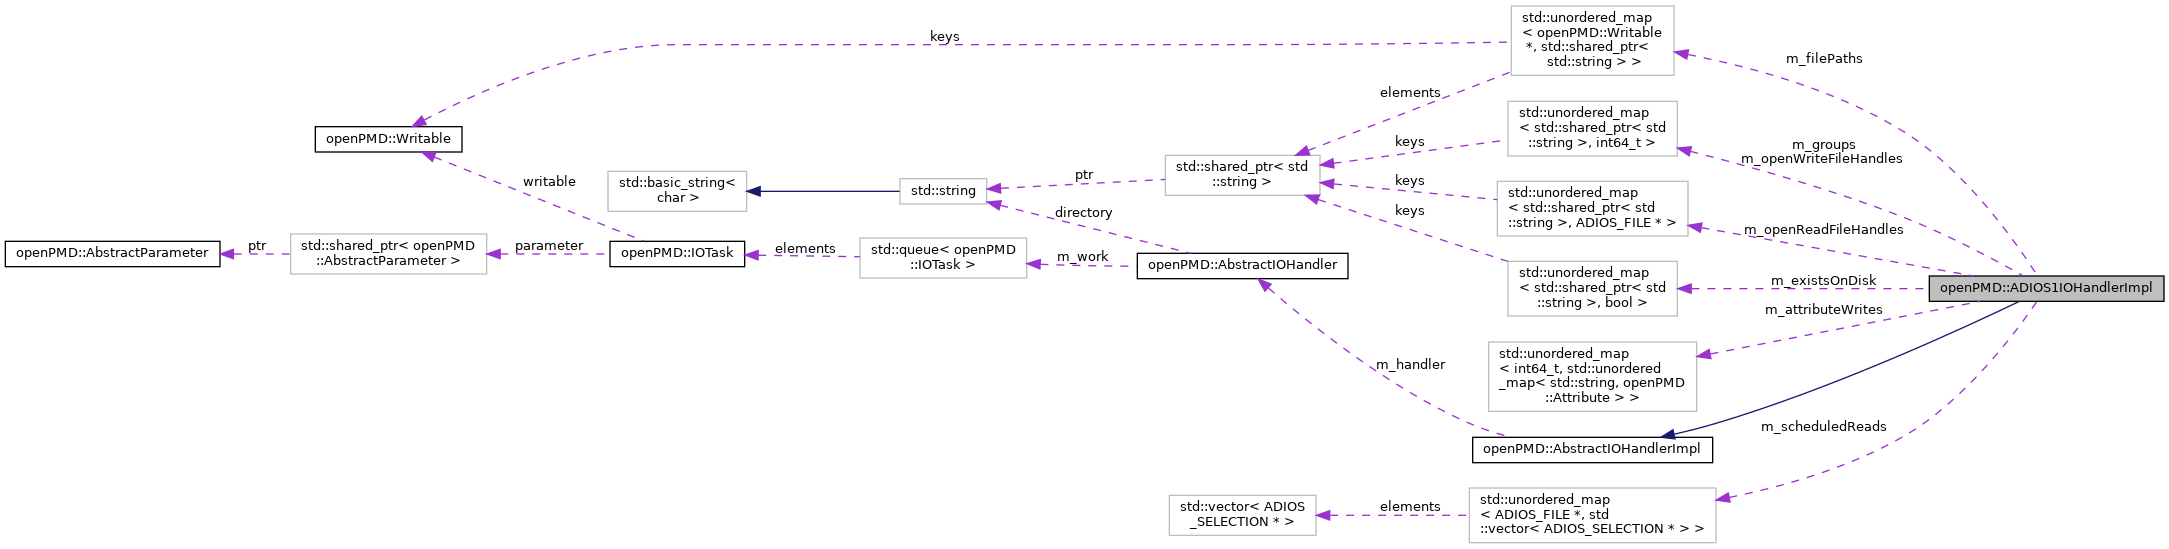 std::unordered_map
< openPMD::Writable
*, std::shared_ptr<
std::string > >
keys
m_filePaths
elements
std::unordered_map
< std::shared_ptr< std
::string >, int64_t >
openPMD::Writable
keys
m_groups
m_openWriteFileHandles
std::shared_ptr< std
::string >
ptr
std::basic_string<
char >
writable
std::string
keys
std::unordered_map
< std::shared_ptr< std
::string >, ADIOS_FILE * >
directory
keys
m_openReadFileHandles
openPMD::AbstractParameter
ptr
std::shared_ptr< openPMD
::AbstractParameter >
parameter
openPMD::IOTask
elements
std::queue< openPMD
::IOTask >
m_work
openPMD::AbstractIOHandler
std::unordered_map
< std::shared_ptr< std
::string >, bool >
m_existsOnDisk
openPMD::ADIOS1IOHandlerImpl
m_attributeWrites
std::unordered_map
< int64_t, std::unordered
_map< std::string, openPMD
::Attribute > >
m_handler
openPMD::AbstractIOHandlerImpl
m_scheduledReads
std::vector< ADIOS
_SELECTION * >
elements
std::unordered_map
< ADIOS_FILE *, std
::vector< ADIOS_SELECTION * > >